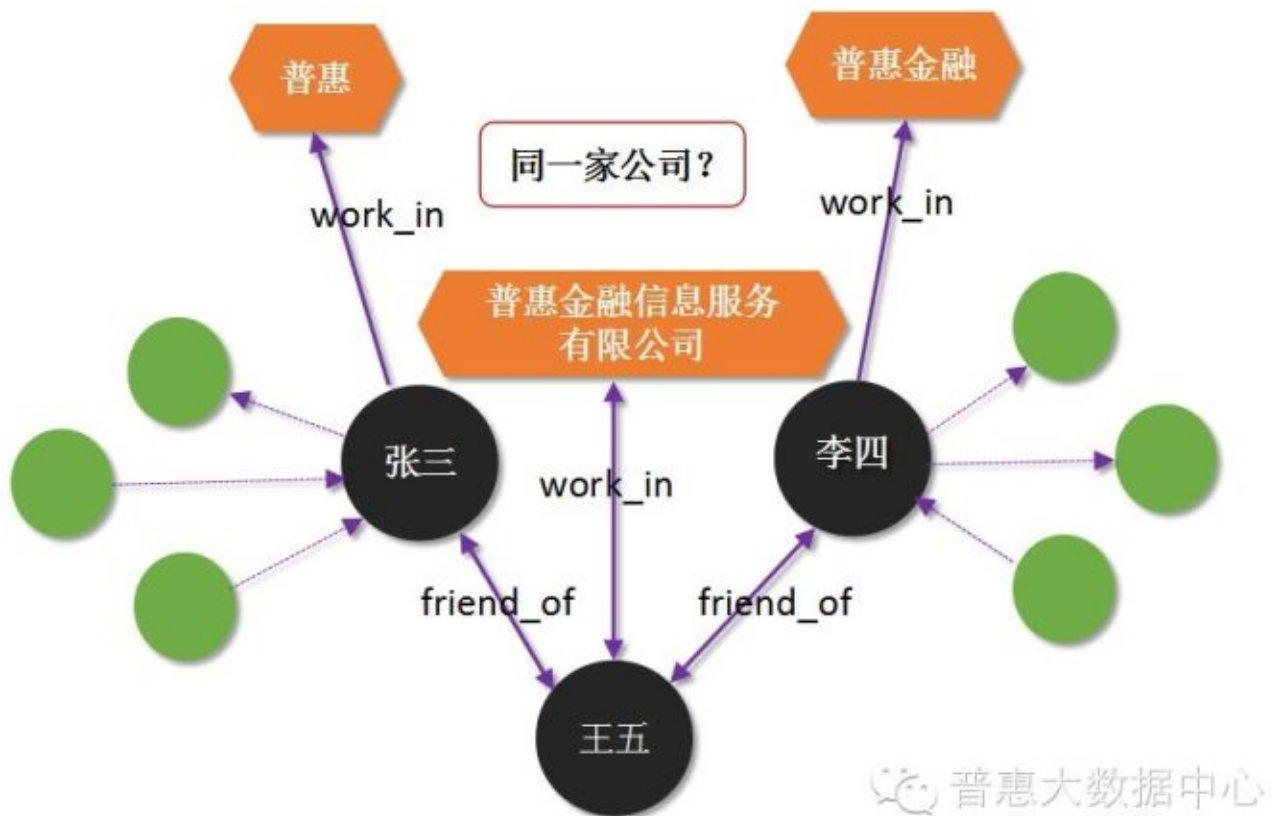 普惠
普惠金融
同一家公司？
work_in
work_in
普惠金融信息服务
有限公司
张三
李四
work_in
friend_of
friend_of
王五
普惠大数据中心